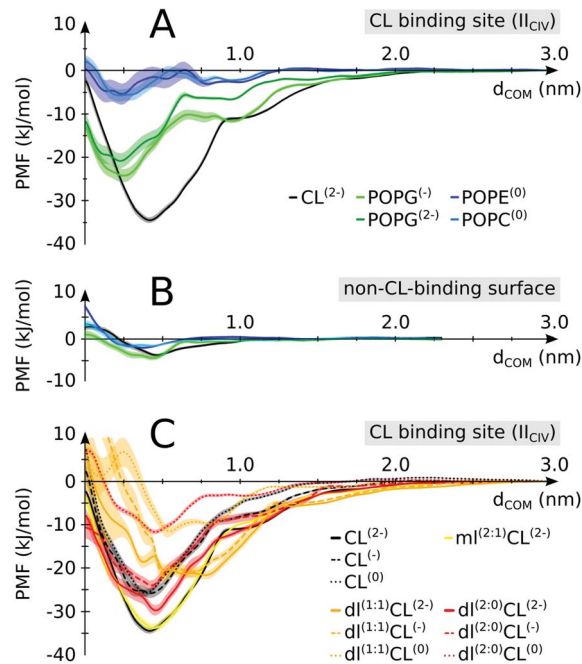 A
CL binding site (II_CIV)
10
0
-10
-20
-30
-40
1.0
2.0
3.0
d_COM (nm)
PMF (kJ/mol)
CL^(2-)
POPG^(-)
POPE^(0)
POPG^(2-)
POPC^(0)
B
non-CL-binding surface
10
0
-10
1.0
2.0
3.0
d_COM (nm)
PMF (kJ/mol)
C
CL binding site (II_CIV)
10
0
-10
-20
-30
-40
1.0
2.0
3.0
d_COM (nm)
PMF (kJ/mol)
CL^(2-)
ml^(2:1)CL^(2-)
CL^(-)
CL^(0)
dl^(1:1)CL^(2-)
dl^(2:0)CL^(2-)
dl^(1:1)CL^(-)
dl^(2:0)CL^(-)
dl^(1:1)CL^(0)
dl^(2:0)CL^(0)